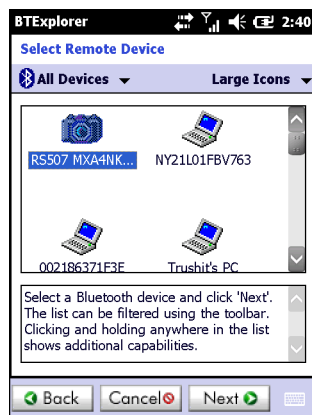 BTExplorer 2:40
Select Remote Device
All Devices Large Icons
RS507 MXA4NK... NY21L01FBV763
002186371F3E Trushit's PC
Select a Bluetooth device and click 'Next'.
The list can be filtered using the toolbar.
Clicking and holding anywhere in the list
shows additional capabilities.
Back Cancel Next